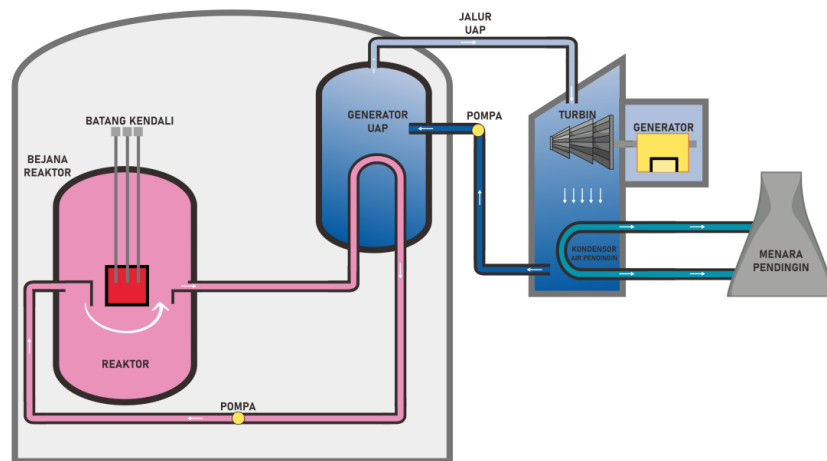 JALUR
UAP
BATANG KENDALI
BEJANA
REAKTOR
GENERATOR
UAP
POMPA
TURBIN
GENERATOR
KONDENSOR
AIR PENDINGIN
MENARA
PENDINGIN
REAKTOR
POMPA